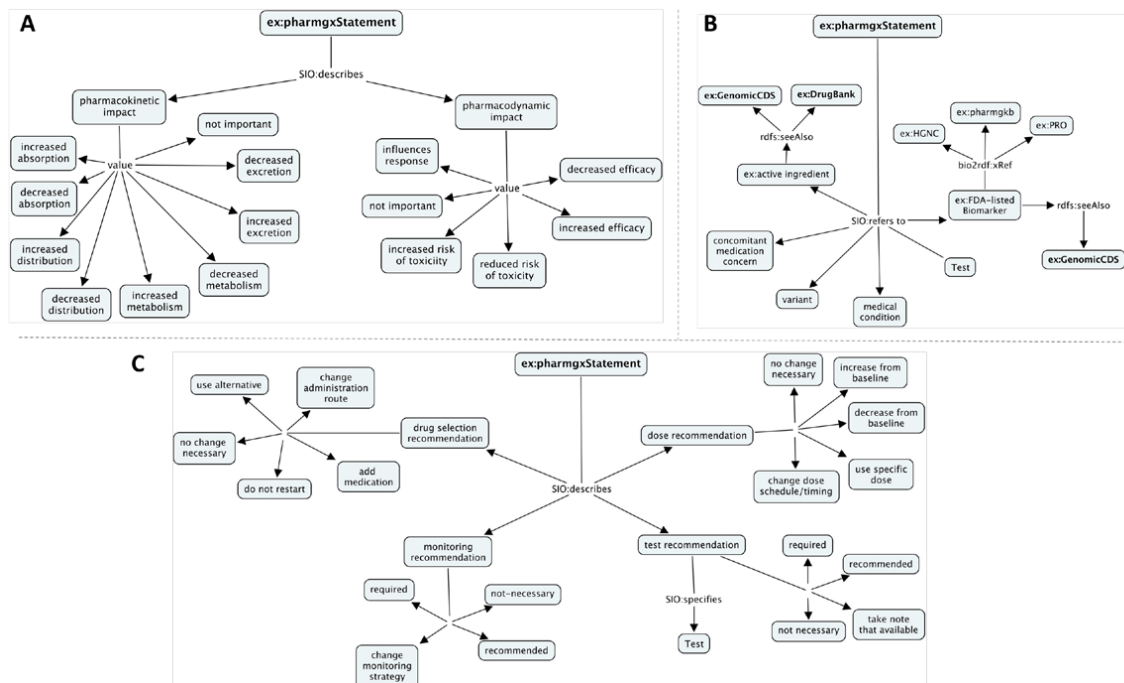 A
ex:pharmgxStatement
SIO:describes
pharmacokinetic
impact
pharmacodynamic
impact
not important
increased
absorption
value
decreased
excretion
decreased
absorption
increased
excretion
increased
distribution
decreased
metabolism
decreased
distribution
increased
metabolism
influences
response
decreased efficacy
value
not important
increased efficacy
increased risk
of toxiciity
reduced risk
of toxicity
B
ex:pharmgxStatement
ex:GenomicCDS
ex:DrugBank
rdfs:seeAlso
ex:active ingredient
ex:pharmgkb
ex:HGNC
ex:PRO
bio2rdf:xRef
ex:FDA-listed
Biomarker
rdfs:seeAlso
SIO:refers to
concomitant
medication
concern
Test
ex:GenomicCDS
variant
medical
condition
C
ex:pharmgxStatement
use alternative
change
administration
route
drug selection
recommendation
no change
necessary
add
medication
do not restart
no change
necessary
increase from
baseline
dose recommendation
decrease from
baseline
use specific
dose
change dose
schedule/timing
SIO:describes
monitoring
recommendation
required
not-necessary
recommended
change
monitoring
strategy
test recommendation
SIO:specifies
Test
required
recommended
not necessary
take note
that available